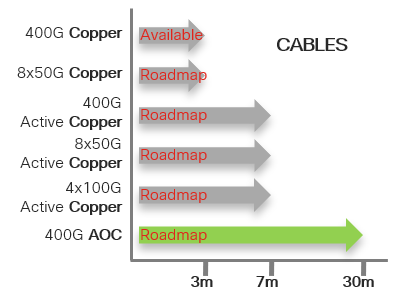 400G Copper
Available
CABLES
8x50G Copper
Roadmap
400G
Active Copper
Roadmap
8x50G
Active Copper
Roadmap
4x100G
Active Copper
Roadmap
400G AOC
Roadmap
3m
7m
30m